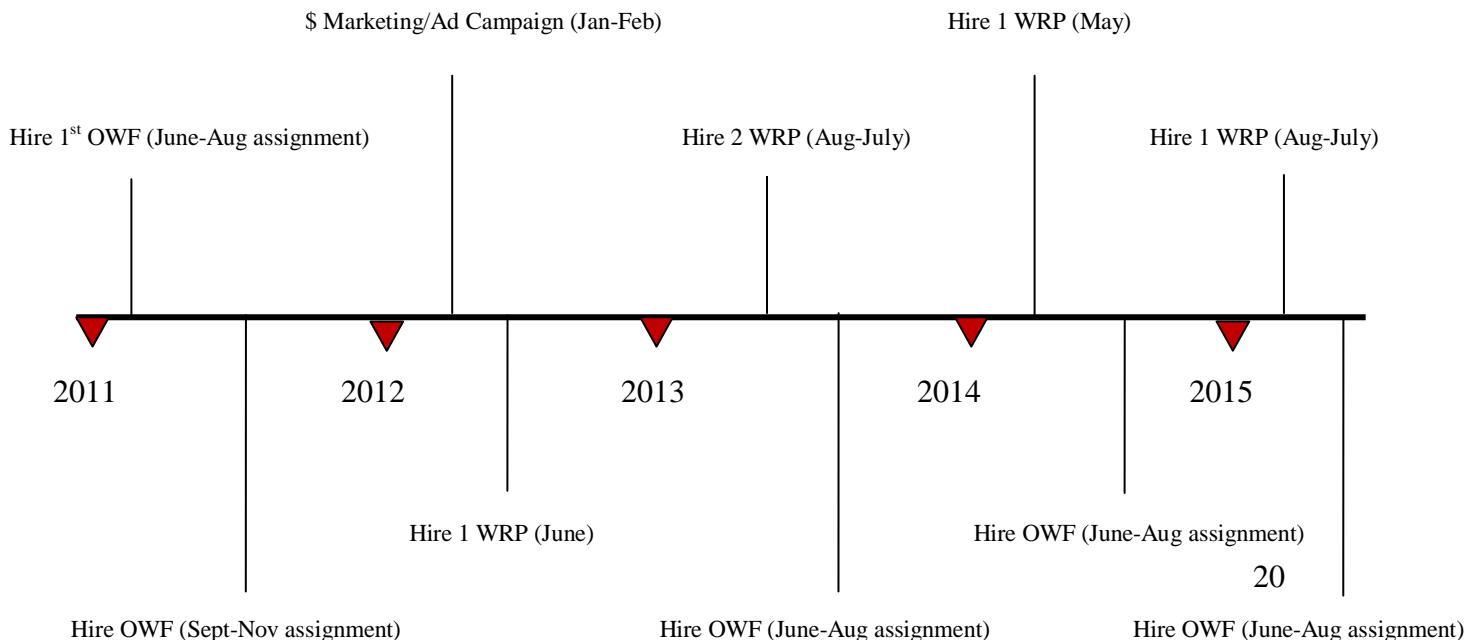 $ Marketing/Ad Campaign (Jan-Feb)
Hire 1 WRP (May)
Hire 1st OWF (June-Aug assignment)
Hire 2 WRP (Aug-July)
Hire 1 WRP (Aug-July)
2011
2012
2013
2014
2015
Hire 1 WRP (June)
Hire OWF (June-Aug assignment)
20
Hire OWF (Sept-Nov assignment)
Hire OWF (June-Aug assignment)
Hire OWF (June-Aug assignment)